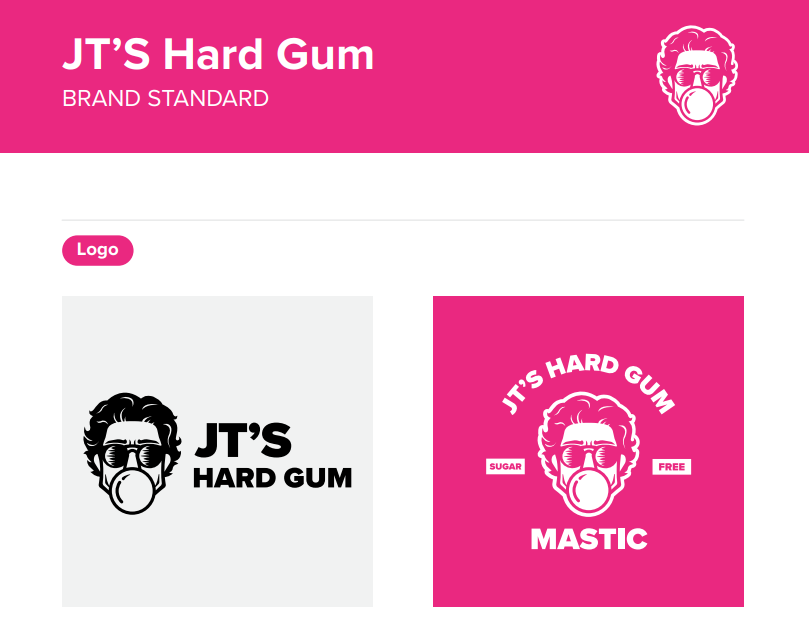 JT’S Hard Gum
BRAND STANDARD
Logo
JT’S
HARD GUM
JT’S HARD GUM
SUGAR
FREE
MASTIC